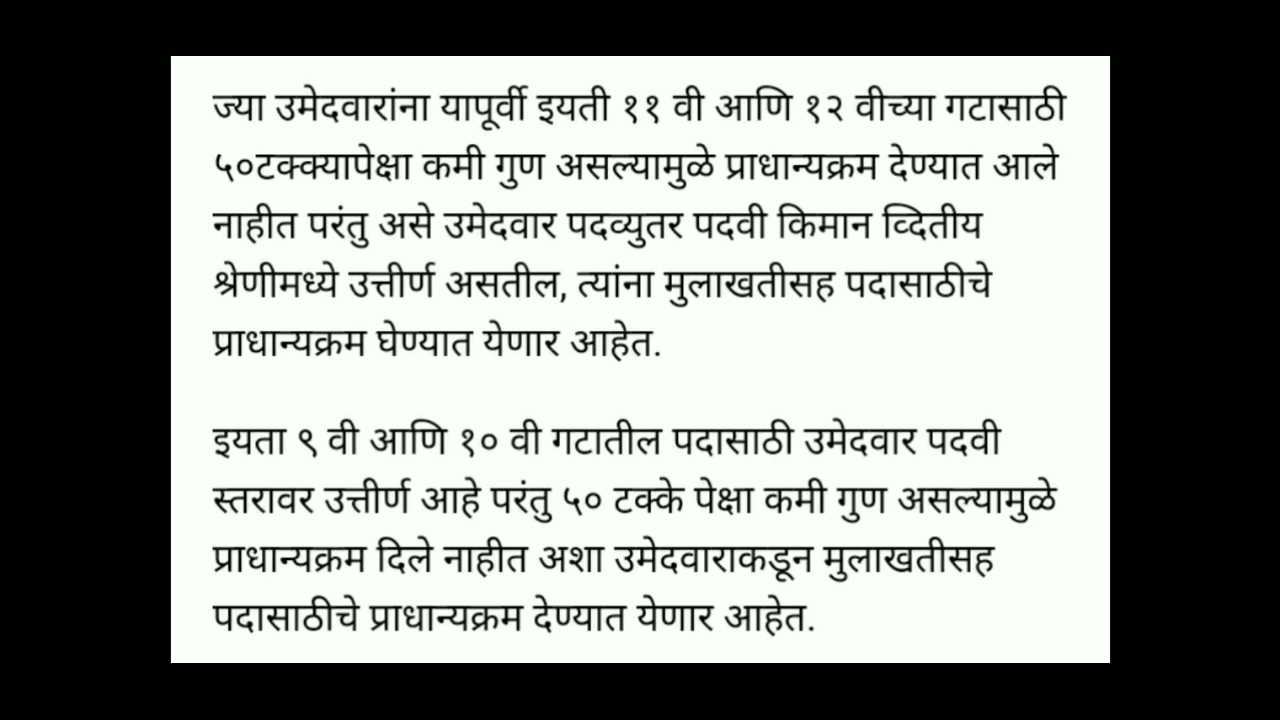 ज्या उमेदवारांना यापूर्वी इयती ११ वी आणि १२ वीच्या गटासाठी
५०टक्क्यापेक्षा कमी गुण असल्यामुळे प्राधान्यक्रम देण्यात आले
नाहीत परंतु असे उमेदवार पदव्युतर पदवी किमान व्दितीय
श्रेणीमध्ये उत्तीर्ण असतील, त्यांना मुलाखतीसह पदासाठीचे
प्राधान्यक्रम घेण्यात येणार आहेत.
इयता ९ वी आणि १० वी गटातील पदासाठी उमेदवार पदवी
स्तरावर उत्तीर्ण आहे परंतु ५० टक्के पेक्षा कमी गुण असल्यामुळे
प्राधान्यक्रम दिले नाहीत अशा उमेदवाराकडून मुलाखतीसह
पदासाठीचे प्राधान्यक्रम देण्यात येणार आहेत.